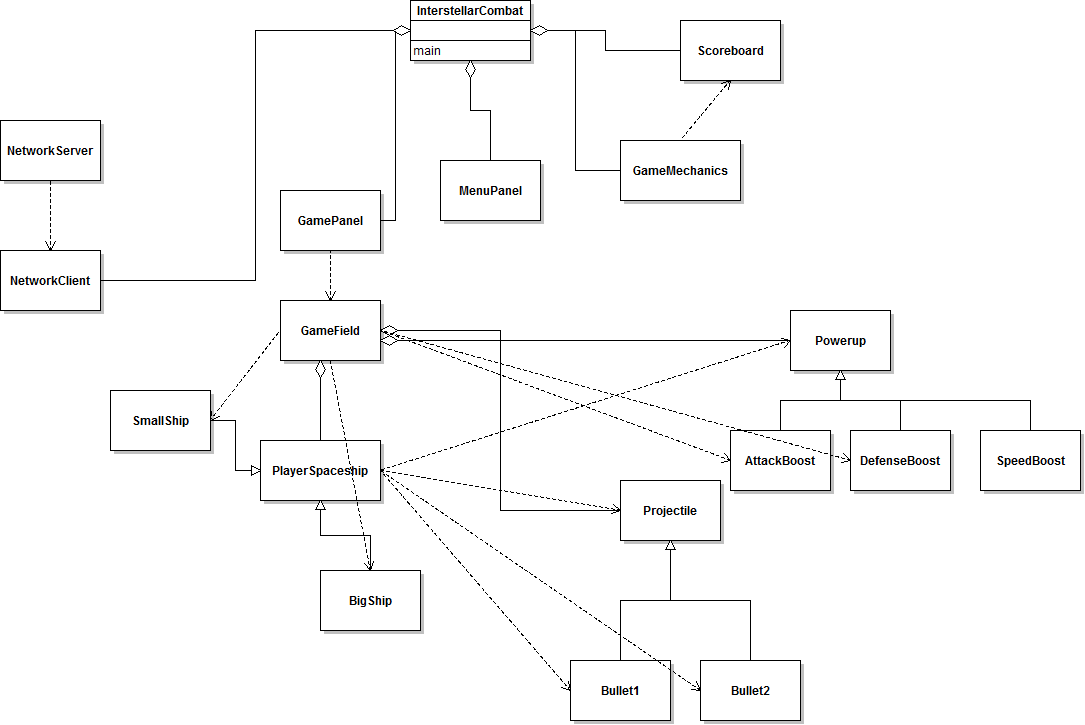 InterstellarCombat
main
Scoreboard
NetworkServer
GameMechanics
MenuPanel
GamePanel
NetworkClient
GameField
Powerup
SmallShip
PlayerSpaceship
AttackBoost
DefenseBoost
SpeedBoost
Projectile
BigShip
Bullet1
Bullet2